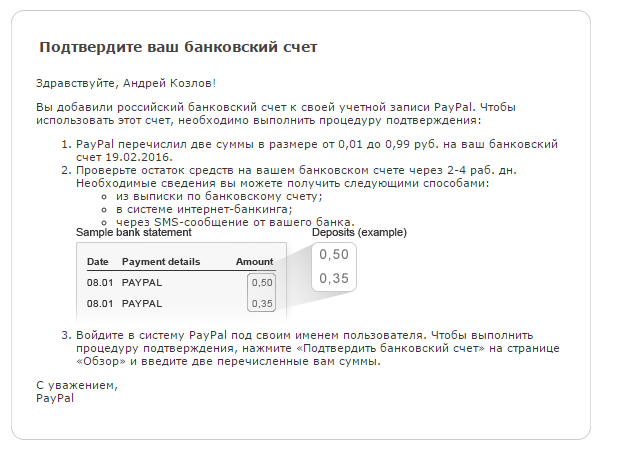 Подтвердите ваш банковский счет
Здравствуйте, Андрей Козлов!
Вы добавили российский банковский счет к своей учетной записи PayPal. Чтобы
использовать этот счет, необходимо выполнить процедуру подтверждения:
1. PayPal перечислил две суммы в размере от 0,01 до 0,99 руб. на ваш банковский
счет 19.02.2016.
2. Проверьте остаток средств на вашем банковском счете через 2-4 раб. дн.
Необходимые сведения вы можете получить следующими способами:
из выписки по банковскому счету;
в системе интернет-банкинга;
через SMS-сообщение от вашего банка.
Sample bank statement Deposits (example)
Date Payment details Amount
08.01 PAYPAL 0,50
08.01 PAYPAL 0,35
0,50
0,35
3. Войдите в систему PayPal под своим именем пользователя. Чтобы выполнить
процедуру подтверждения, нажмите «Подтвердить банковский счет» на странице
«Обзор» и введите две перечисленные вам суммы.
С уважением,
PayPal